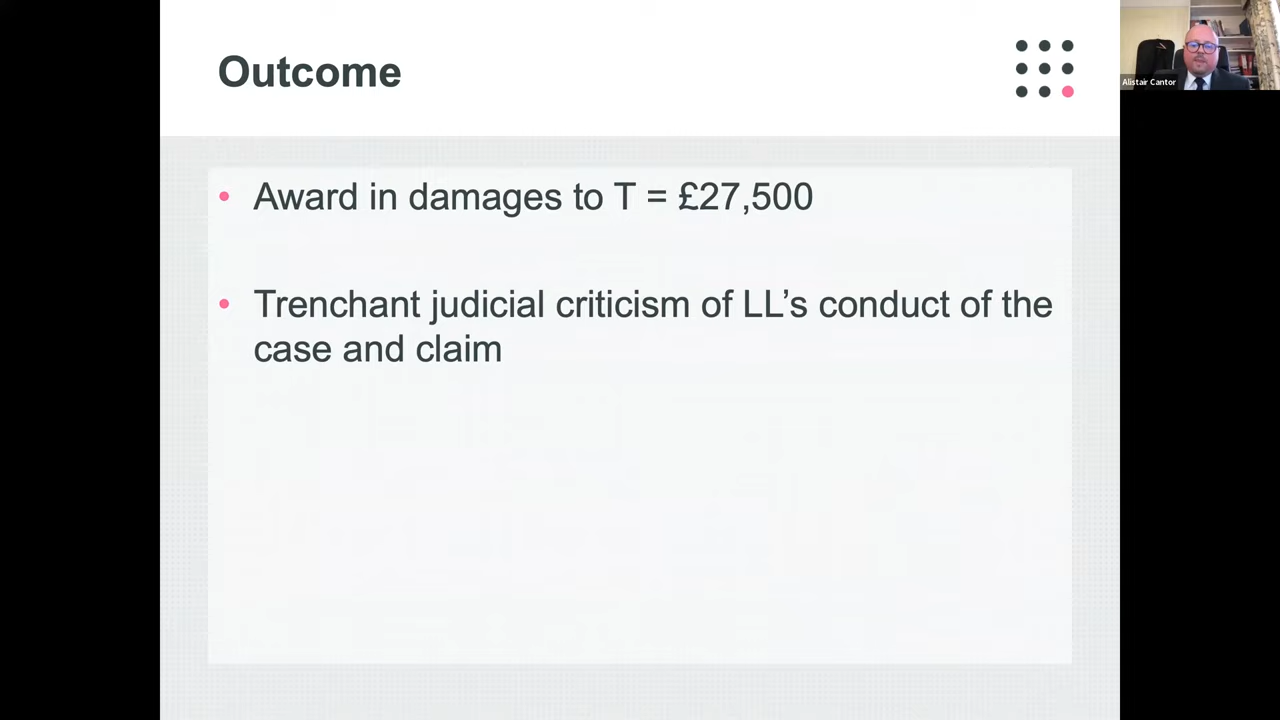 Outcome
Alistair Cantor
• Award in damages to T = £27,500
• Trenchant judicial criticism of LL’s conduct of the
case and claim